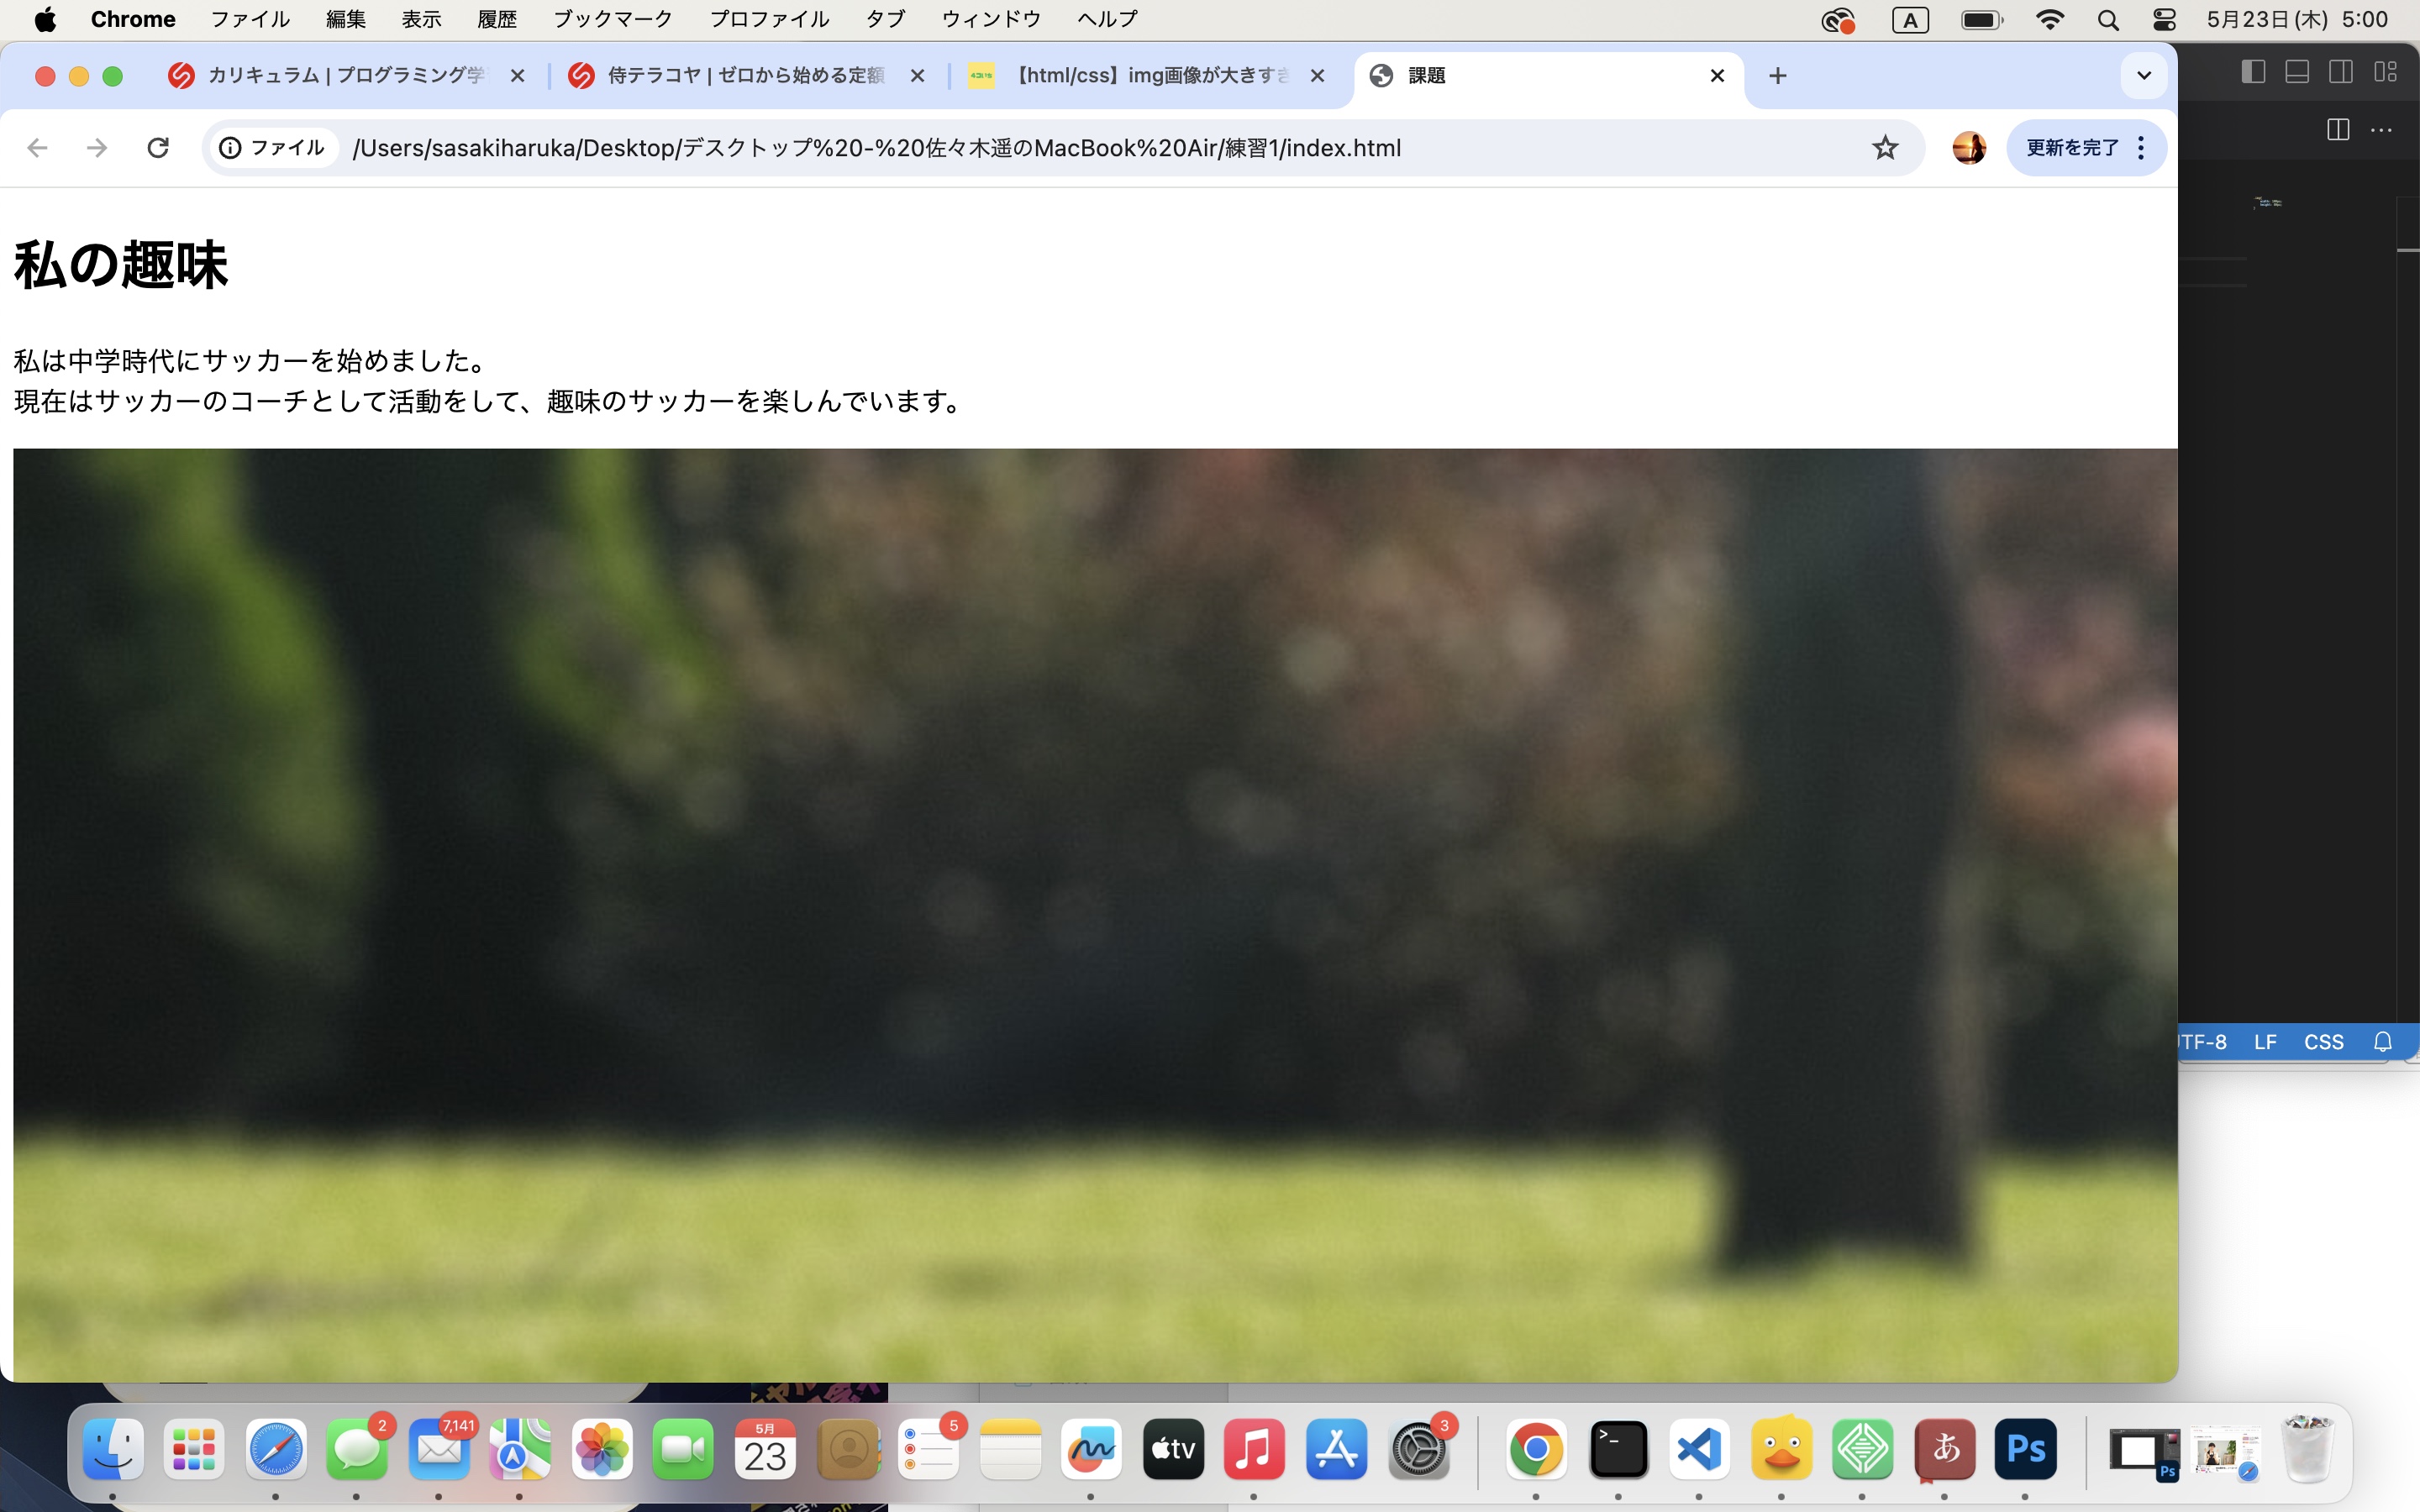 Chrome ファイル 編集 表示 履歴 ブックマーク プロファイル タブ ウィンドウ ヘルプ A 5月23日(木) 5:00
カリキュラム | プログラミング学 侍テラコヤ | ゼロから始める定額 【html/css】img画像が大きすぎ 課題
ファイル /Users/sasakiharuka/Desktop/デスクトップ%20-%20佐々木遥のMacBook%20Air/練習1/index.html 更新を完了
私の趣味
私は中学時代にサッカーを始めました。
現在はサッカーのコーチとして活動をして、趣味のサッカーを楽しんでいます。
TF-8 LF CSS
2 7,141 5月 23 5 tv 3 >_ あ Ps Ps